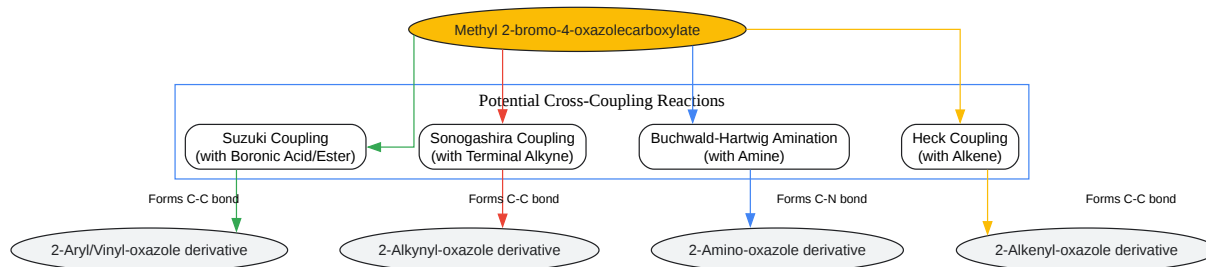 Methyl 2-bromo-4-oxazolecarboxylate
Potential Cross-Coupling Reactions
Suzuki Coupling
(with Boronic Acid/Ester)
Sonogashira Coupling
(with Terminal Alkyne)
Buchwald-Hartwig Amination
(with Amine)
Heck Coupling
(with Alkene)
Forms C-C bond
Forms C-C bond
Forms C-N bond
Forms C-C bond
2-Aryl/Vinyl-oxazole derivative
2-Alkynyl-oxazole derivative
2-Amino-oxazole derivative
2-Alkenyl-oxazole derivative